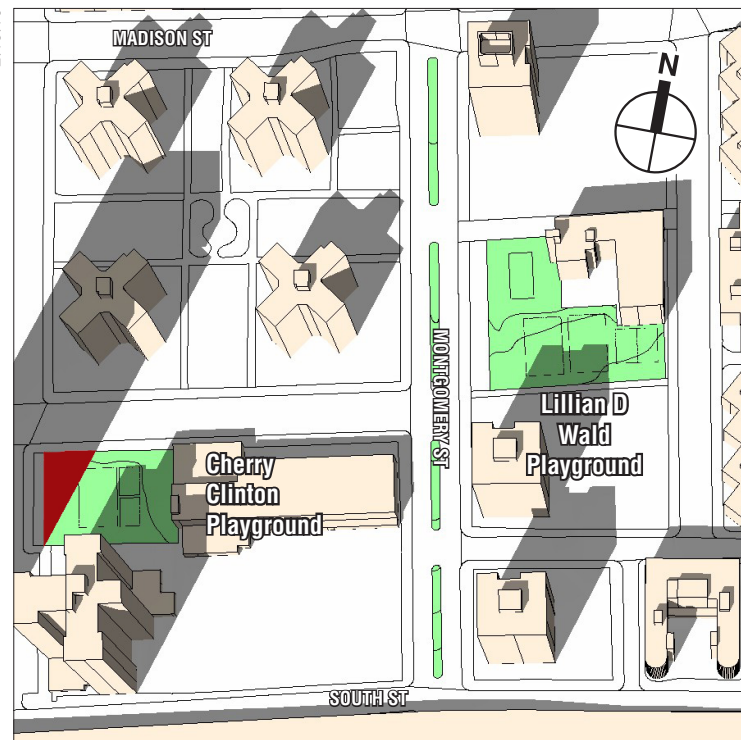 MADISON ST
N
MONTGOMERY ST
Lillian D
Wald
Playground
Cherry
Clinton
Playground
SOUTH ST